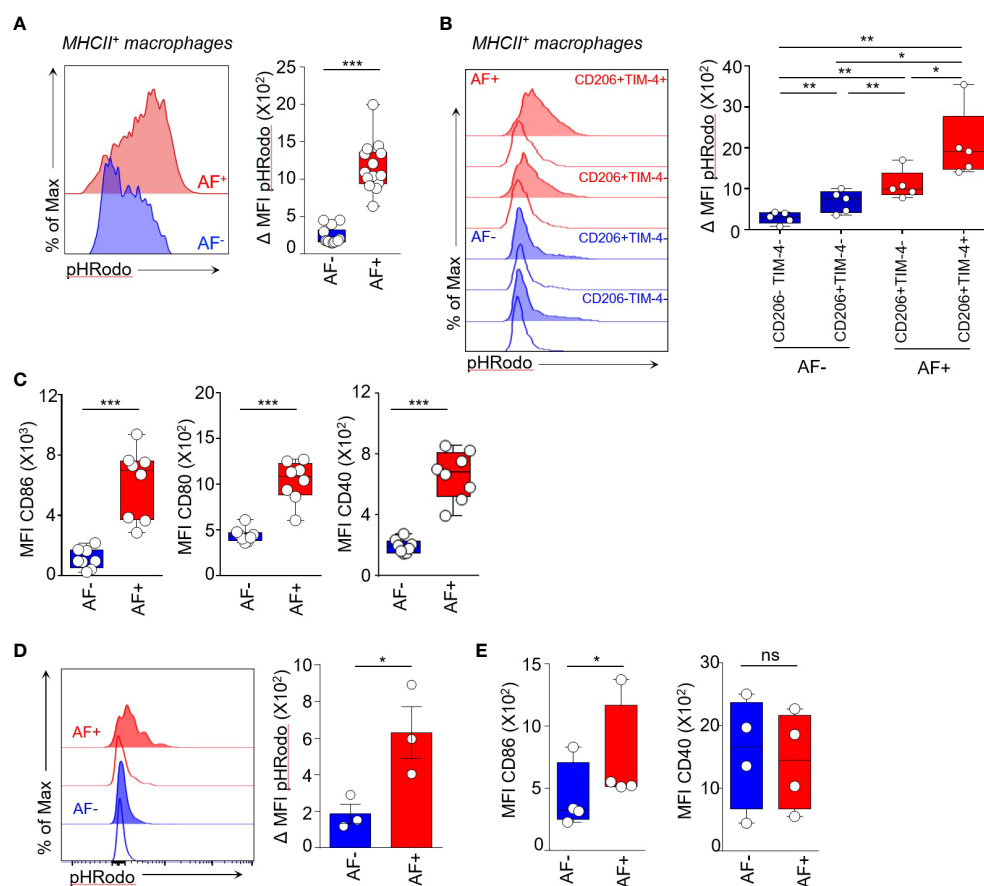 A
MHCII⁺ macrophages
% of Max
AF⁺
AF⁻
pHRodo
Δ MFI pHRodo (X10²)
25
20
15
10
5
0
***
AF-
AF+
B
MHCII⁺ macrophages
% of Max
AF+
CD206+TIM-4+
CD206+TIM-4-
AF-
CD206+TIM-4-
CD206-TIM-4-
pHRodo
Δ MFI pHRodo (X10²)
40
30
20
10
0
**
*
**
*
**
**
CD206- TIM-4-
CD206+TIM-4-
CD206+TIM-4-
CD206+TIM-4+
AF-
AF+
C
MFI CD86 (X10³)
12
8
4
0
***
AF-
AF+
MFI CD80 (X10²)
20
15
10
5
0
***
AF-
AF+
MFI CD40 (X10²)
12
8
4
0
***
AF-
AF+
D
% of Max
AF+
AF-
pHRodo
Δ MFI pHRodo (X10²)
10
8
6
4
2
0
*
AF-
AF+
E
MFI CD86 (X10²)
15
10
5
0
*
AF-
AF+
MFI CD40 (X10²)
30
20
10
0
ns
AF-
AF+